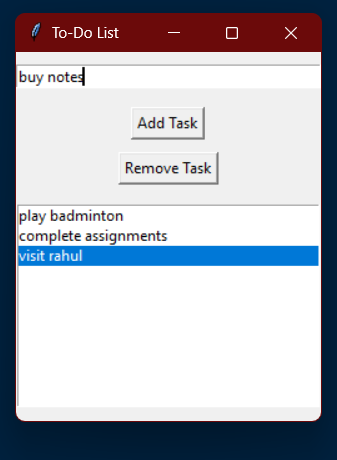 To-Do List
buy notes
Add Task
Remove Task
play badminton
complete assignments
visit rahul